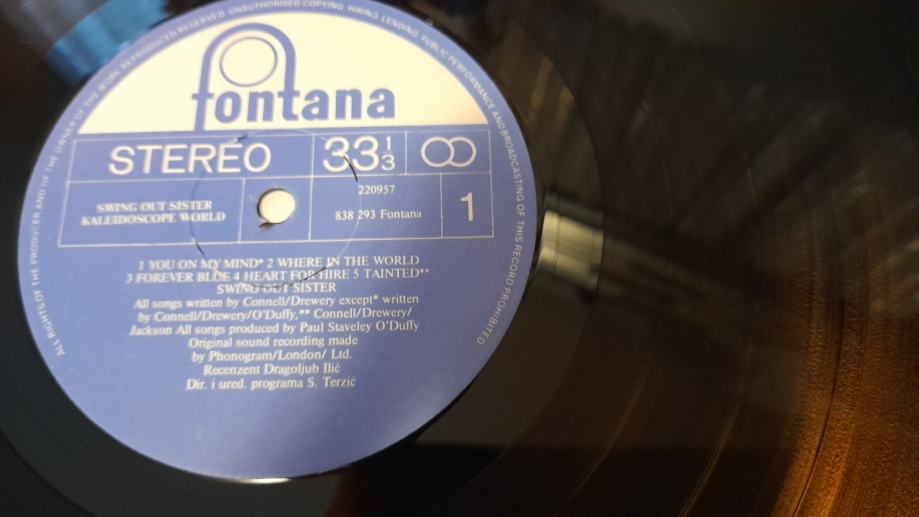 ALL RIGHTS OF THE PRODUCER AND OF THE OWNER OF THE WORK REPRODUCED RESERVED UNAUTHORISED COPYING, HIRING, LENDING, PUBLIC PERFORMANCE AND BROADCASTING OF THIS RECORD PROHIBITED
fontana
STEREO 33 1/3
SWING OUT SISTER
KALEIDOSCOPE WORLD
220957
838 293 Fontana
1
1 YOU ON MY MIND* 2 WHERE IN THE WORLD
3 FOREVER BLUE 4 HEART FOR HIRE 5 TAINTED**
SWING OUT SISTER
All songs written by Connell/Drewery except* written
by Connell/Drewery/O'Duffy,** Connell/Drewery/
Jackson All songs produced by Paul Staveley O'Duffy
Original sound recording made
by Phonogram/London/ Ltd.
Recenzent Dragoljub Ilić
Dir. i ured. programa S. Terzić